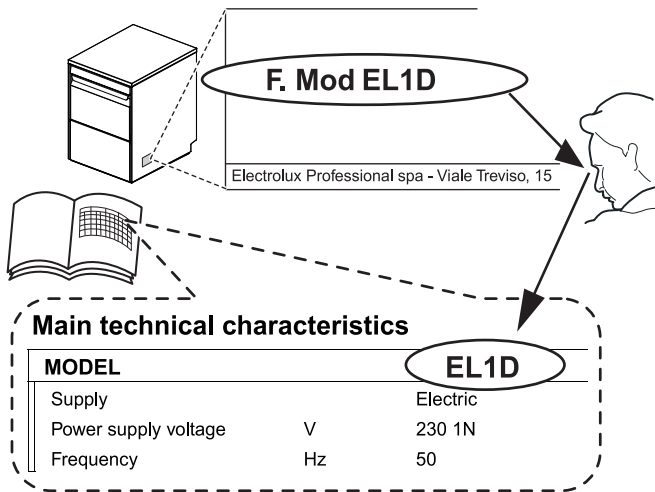 F. Mod EL1D
Electrolux Professional spa - Viale Treviso, 15
Main technical characteristics
MODEL EL1D
Supply Electric
Power supply voltage V 230 1N
Frequency Hz 50